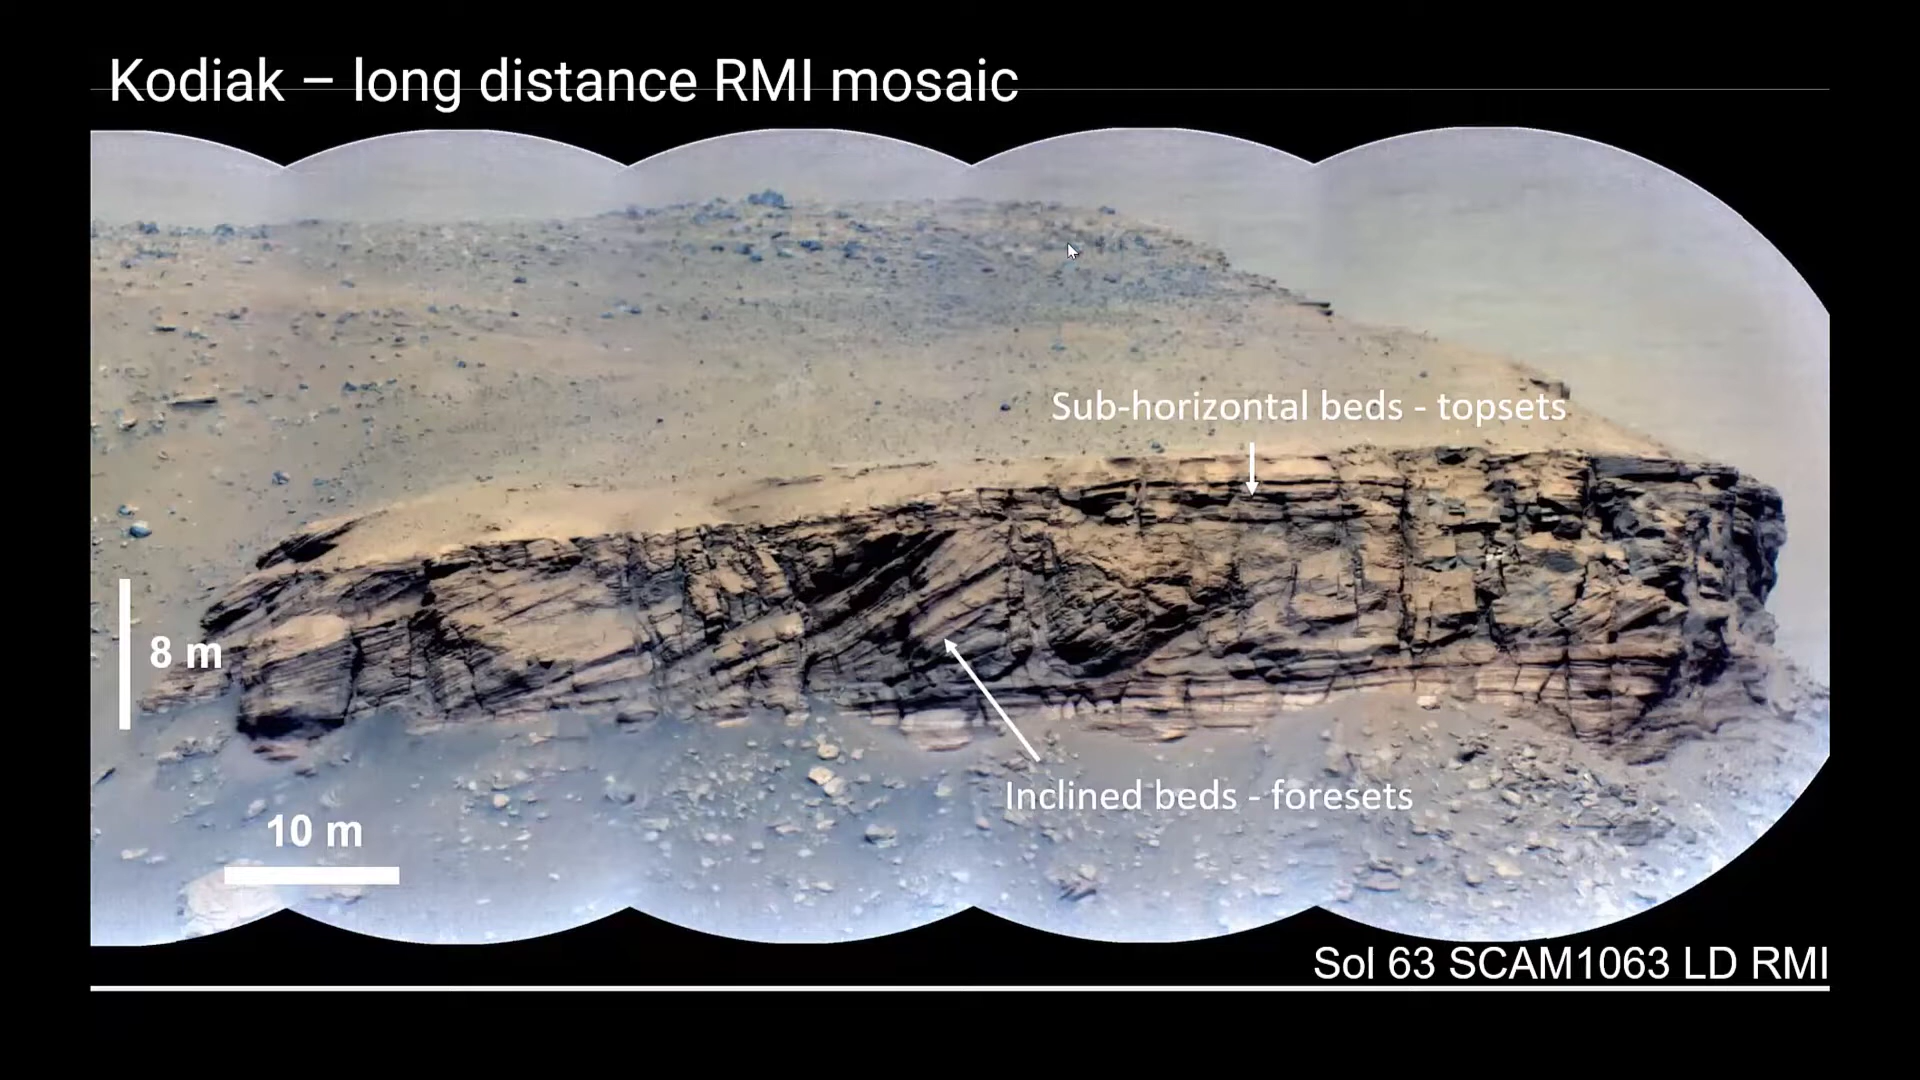 Kodiak – long distance RMI mosaic
Sub-horizontal beds - topsets
8 m
Inclined beds - foresets
10 m
Sol 63 SCAM1063 LD RMI